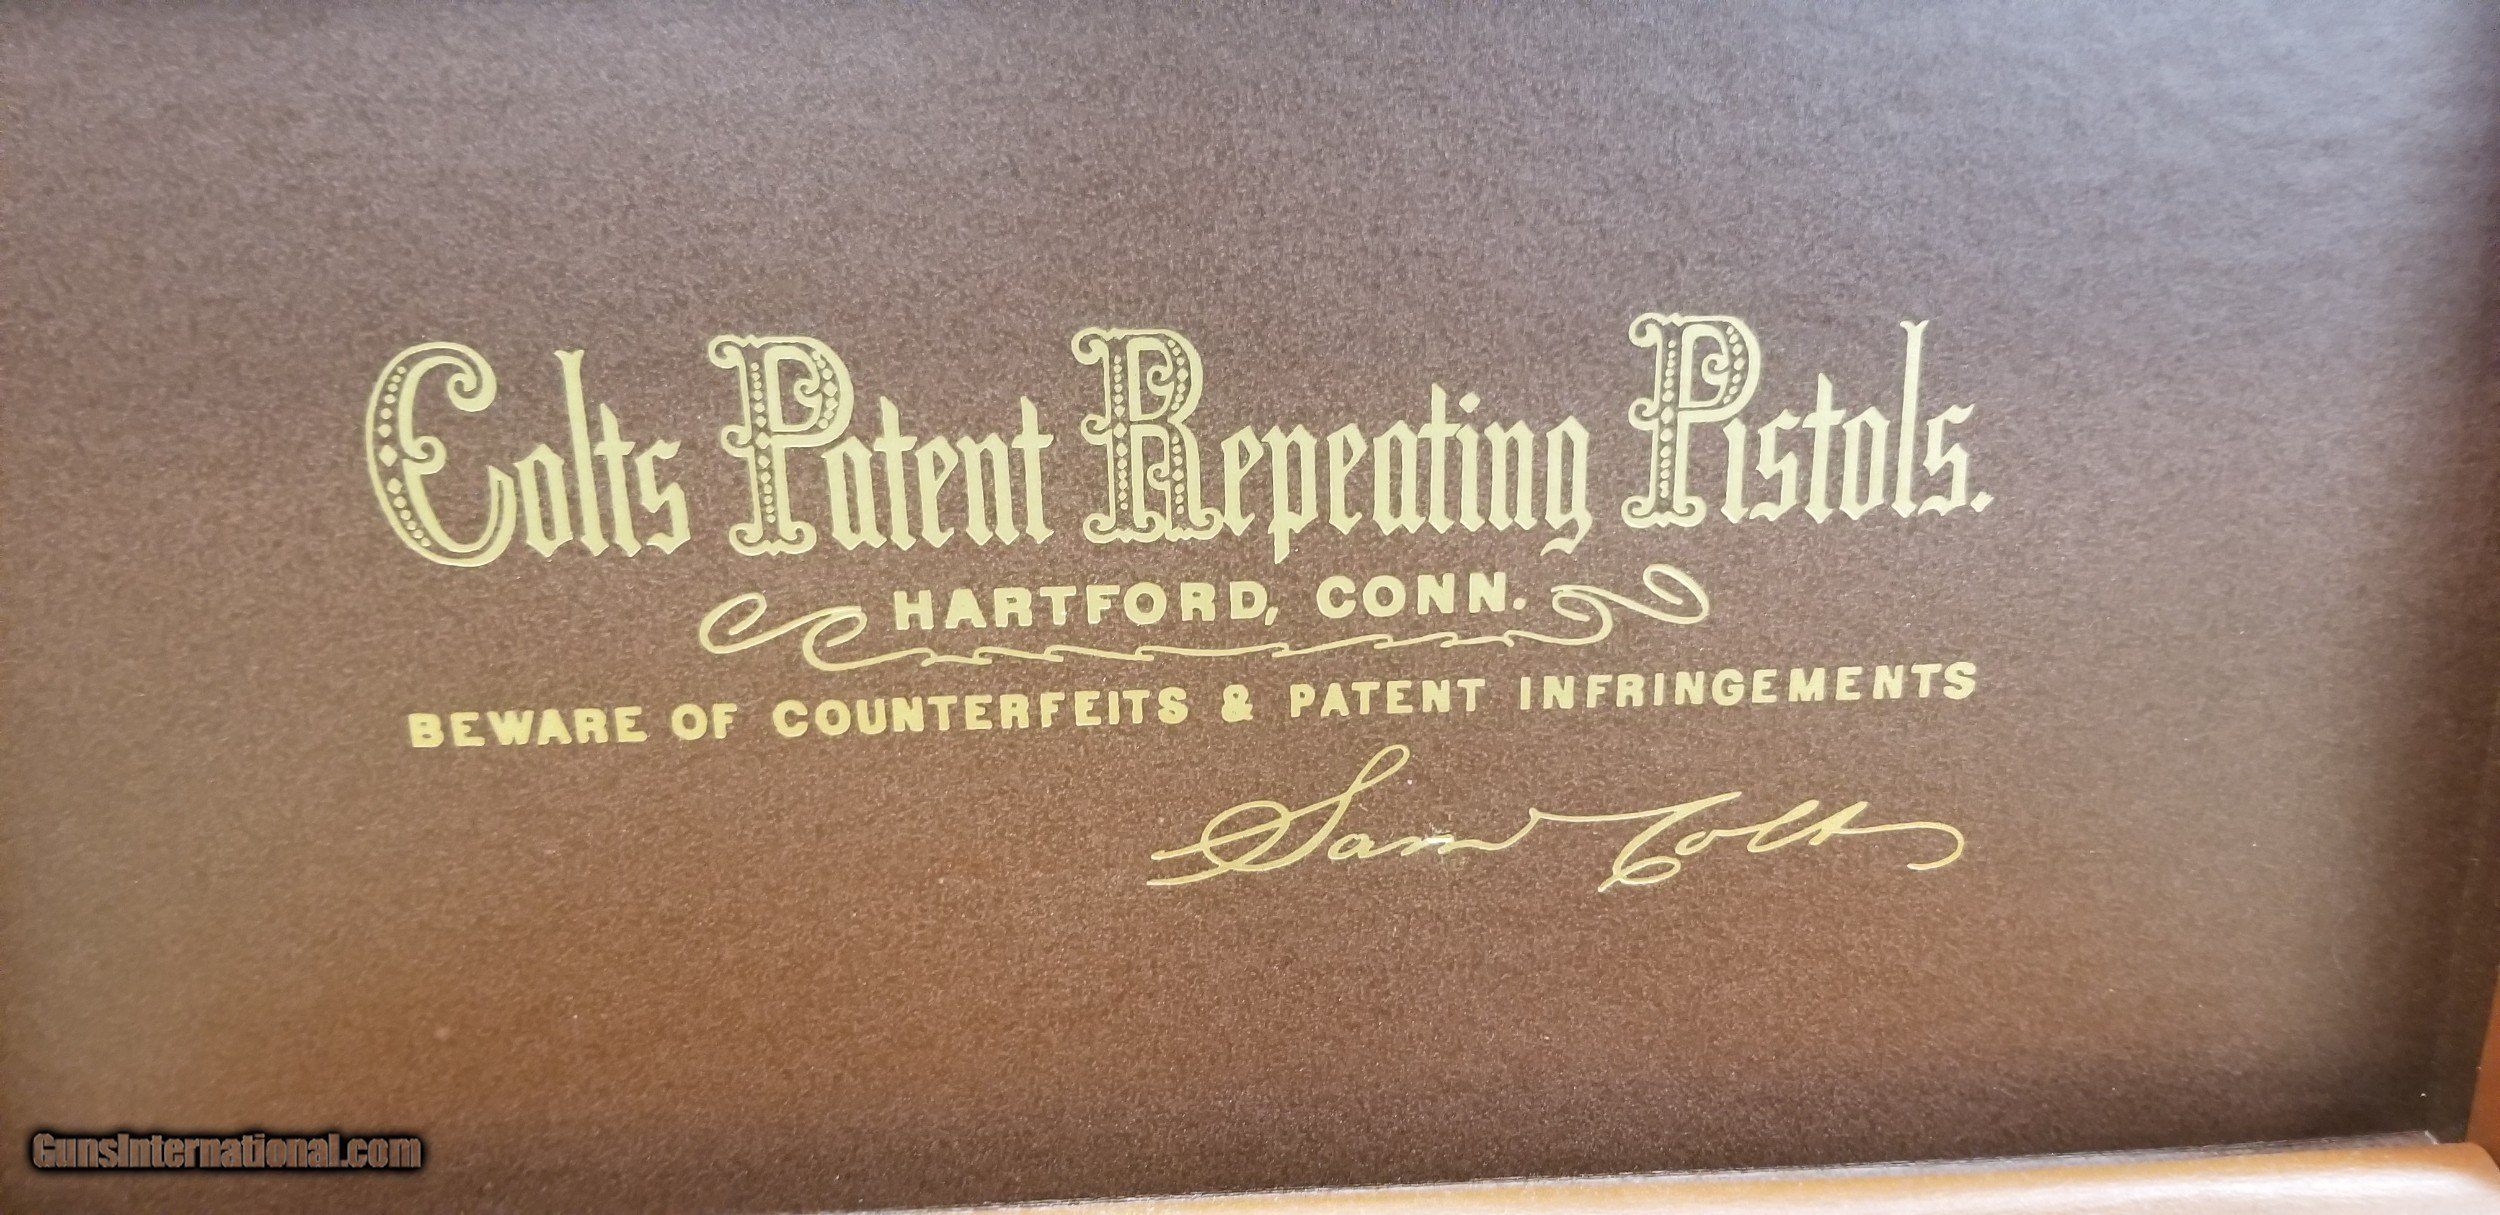 Colts Patent Repeating Pistols.
HARTFORD, CONN.
BEWARE OF COUNTERFEITS & PATENT INFRINGEMENTS
Sam Colt
GunsInternational.com